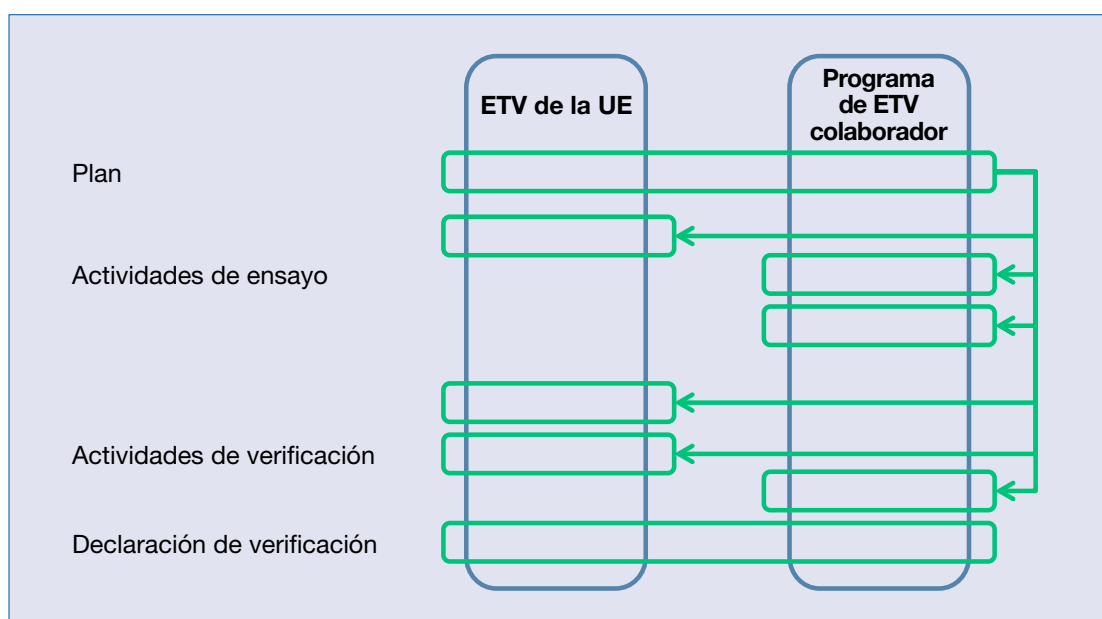 ETV de la UE
Programa
de ETV
colaborador
Plan
Actividades de ensayo
Actividades de verificación
Declaración de verificación